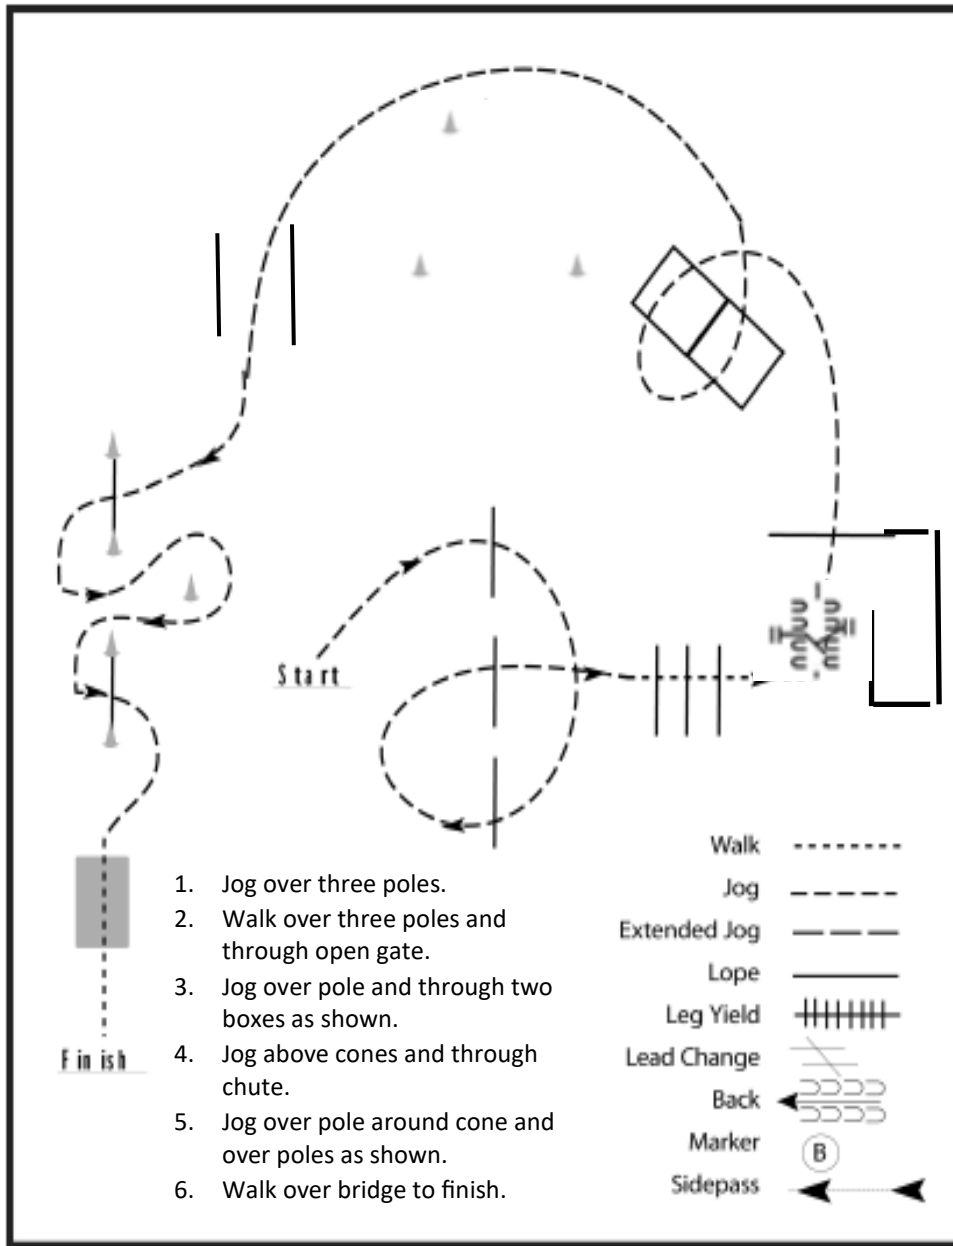 Start
Walk
Jog
Extended Jog
Lope
Leg Yield
Lead Change
Back
Marker
B
Sidepass
1. Jog over three poles.
2. Walk over three poles and
through open gate.
3. Jog over pole and through two
boxes as shown.
4. Jog above cones and through
chute.
5. Jog over pole around cone and
over poles as shown.
6. Walk over bridge to finish.
Finish